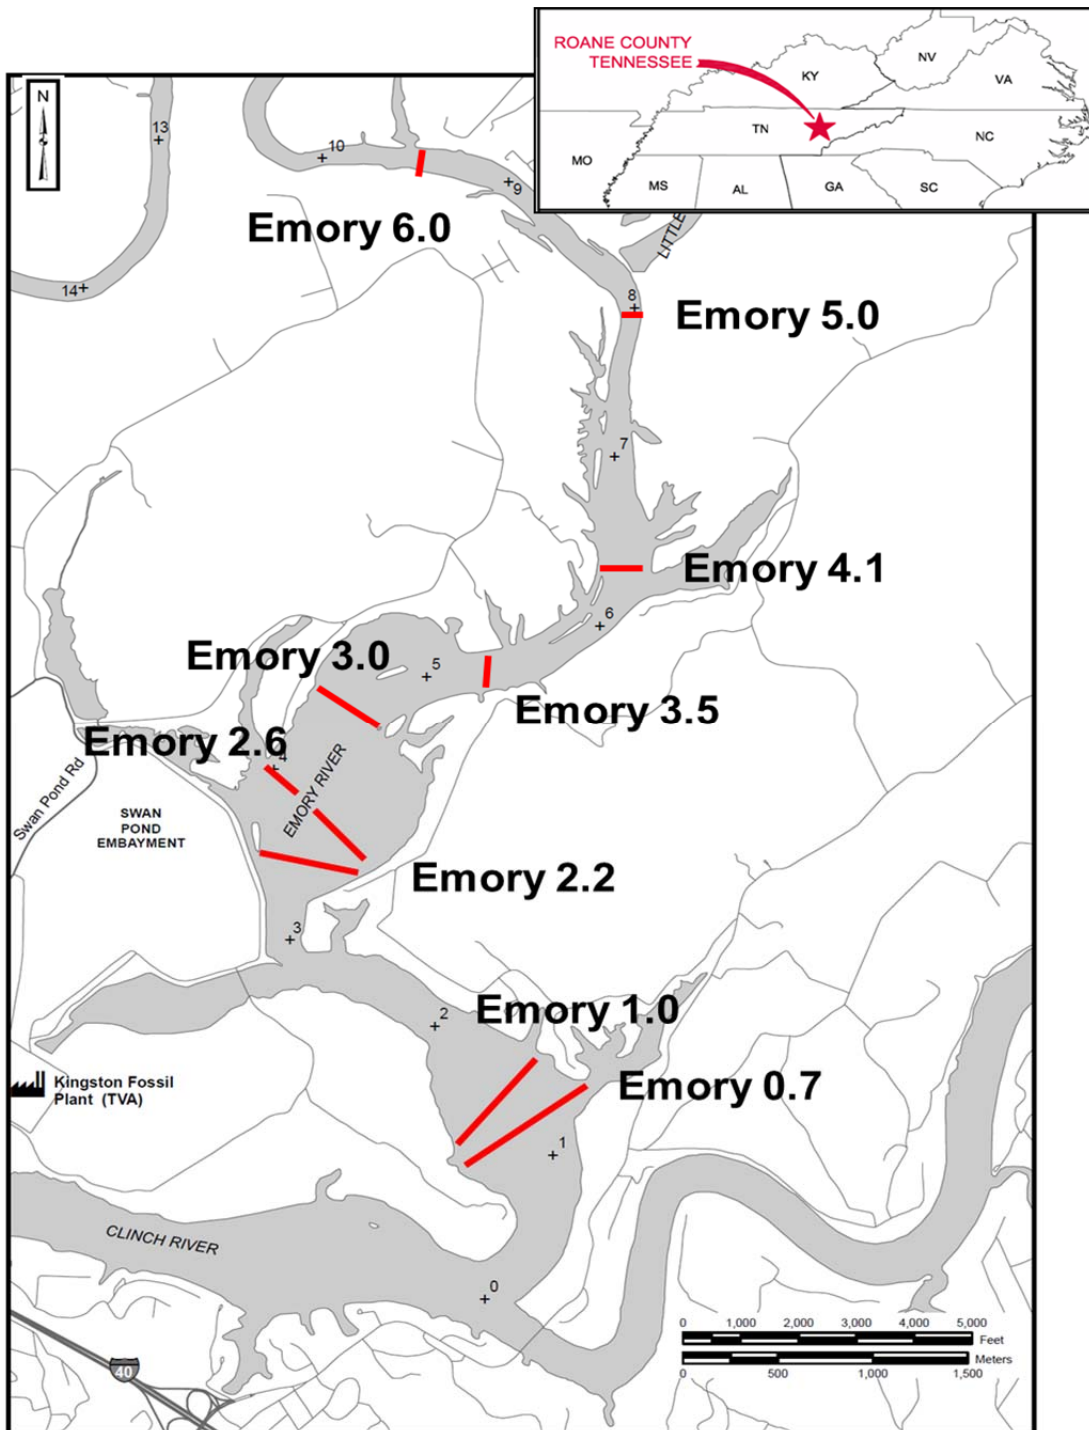 ROANE COUNTY
TENNESSEE
KY
NV
VA
TN
NC
MO
MS
AL
GA
SC
N
13
10
9
14
Emory 6.0
LITTLE
8
Emory 5.0
7
Emory 4.1
6
Emory 3.0
5
Emory 3.5
Emory 2.6
4
EMORY RIVER
Swan Pond Rd
SWAN
POND
EMBAYMENT
Emory 2.2
3
Emory 1.0
2
Kingston Fossil
Plant (TVA)
Emory 0.7
1
CLINCH RIVER
0
0 1,000 2,000 3,000 4,000 5,000
Feet
Meters
0 500 1,000 1,500
40